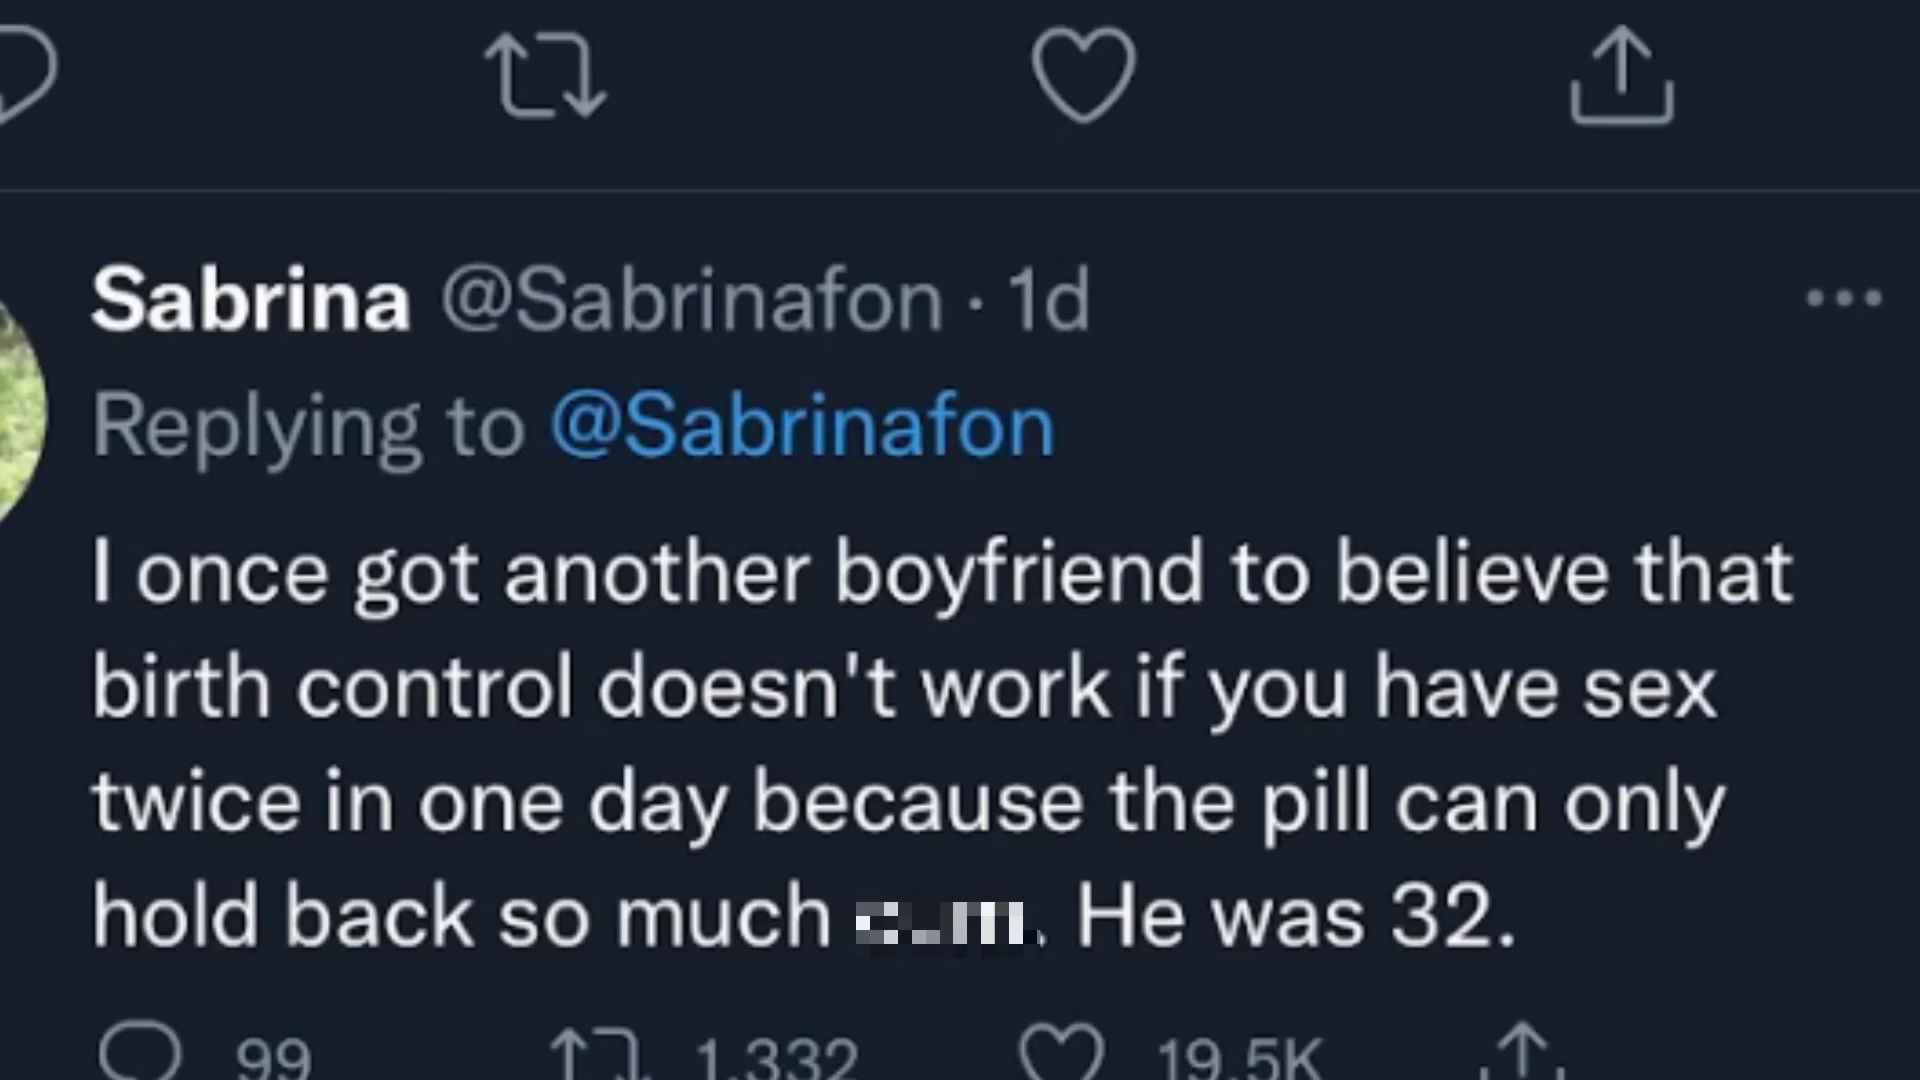 Sabrina @Sabrinafon · 1d
Replying to @Sabrinafon
I once got another boyfriend to believe that
birth control doesn't work if you have sex
twice in one day because the pill can only
hold back so much . He was 32.
99 1,332 19.5K